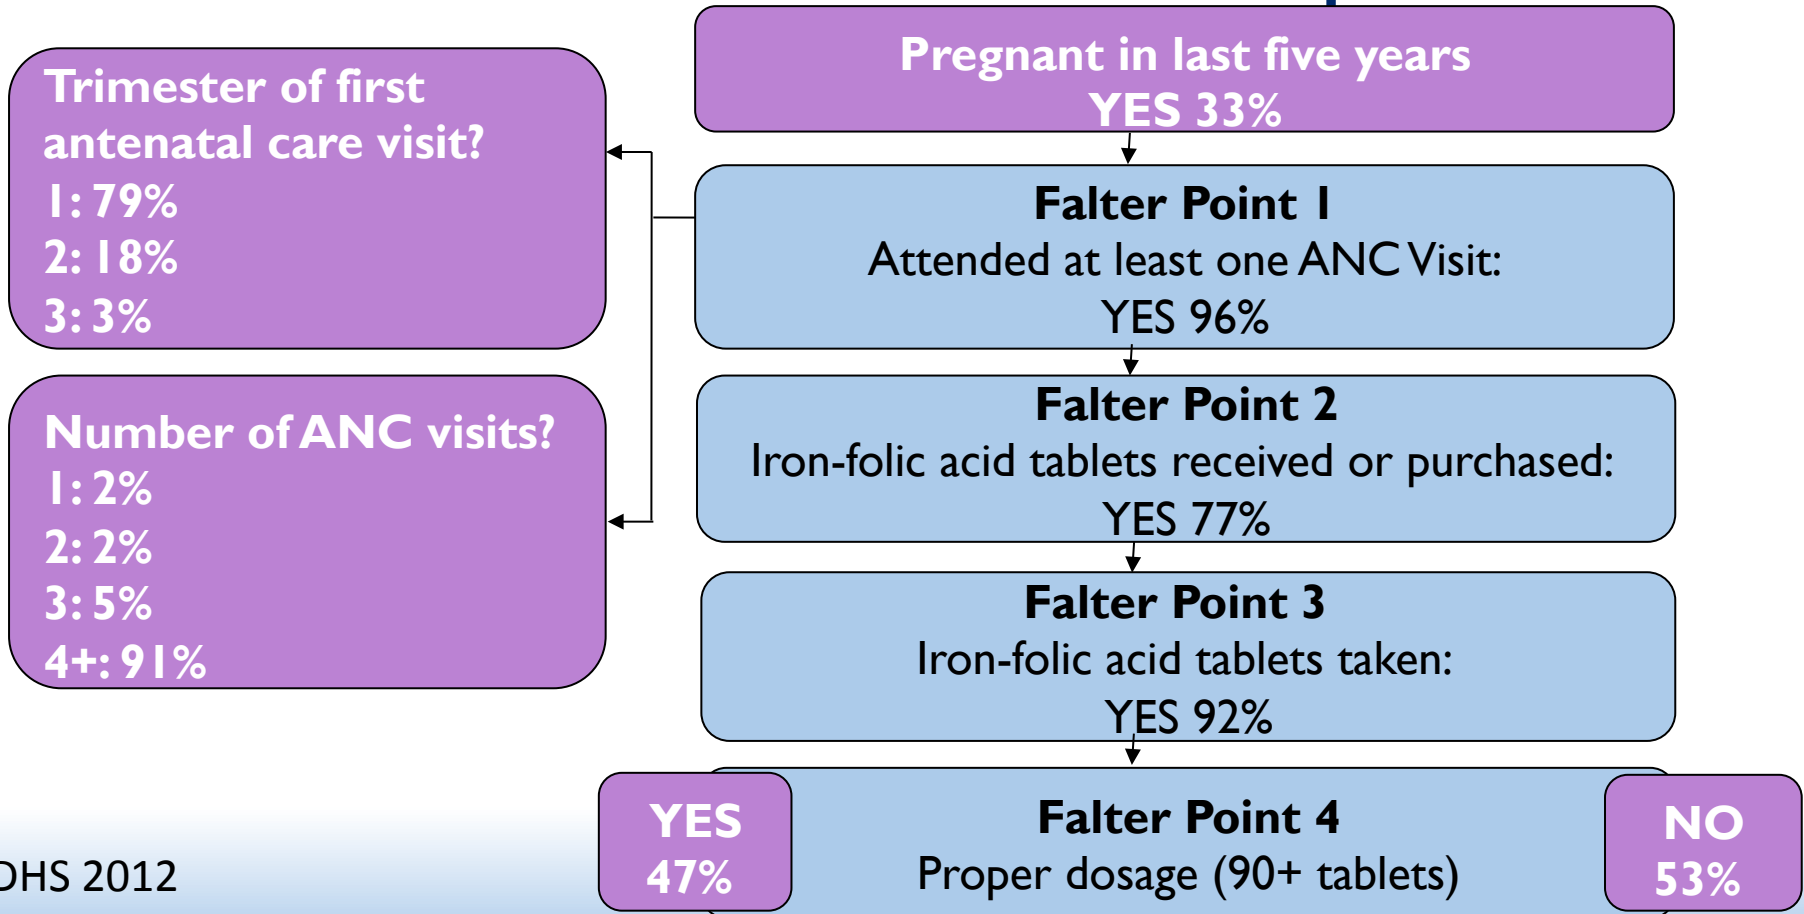 Pregnant in last five years
YES 33%
Trimester of first
antenatal care visit?
1: 79%
2: 18%
3: 3%
Falter Point 1
Attended at least one ANC Visit:
YES 96%
Number of ANC visits?
1: 2%
2: 2%
3: 5%
4+: 91%
Falter Point 2
Iron-folic acid tablets received or purchased:
YES 77%
Falter Point 3
Iron-folic acid tablets taken:
YES 92%
YES
47%
Falter Point 4
Proper dosage (90+ tablets)
NO
53%
DHS 2012